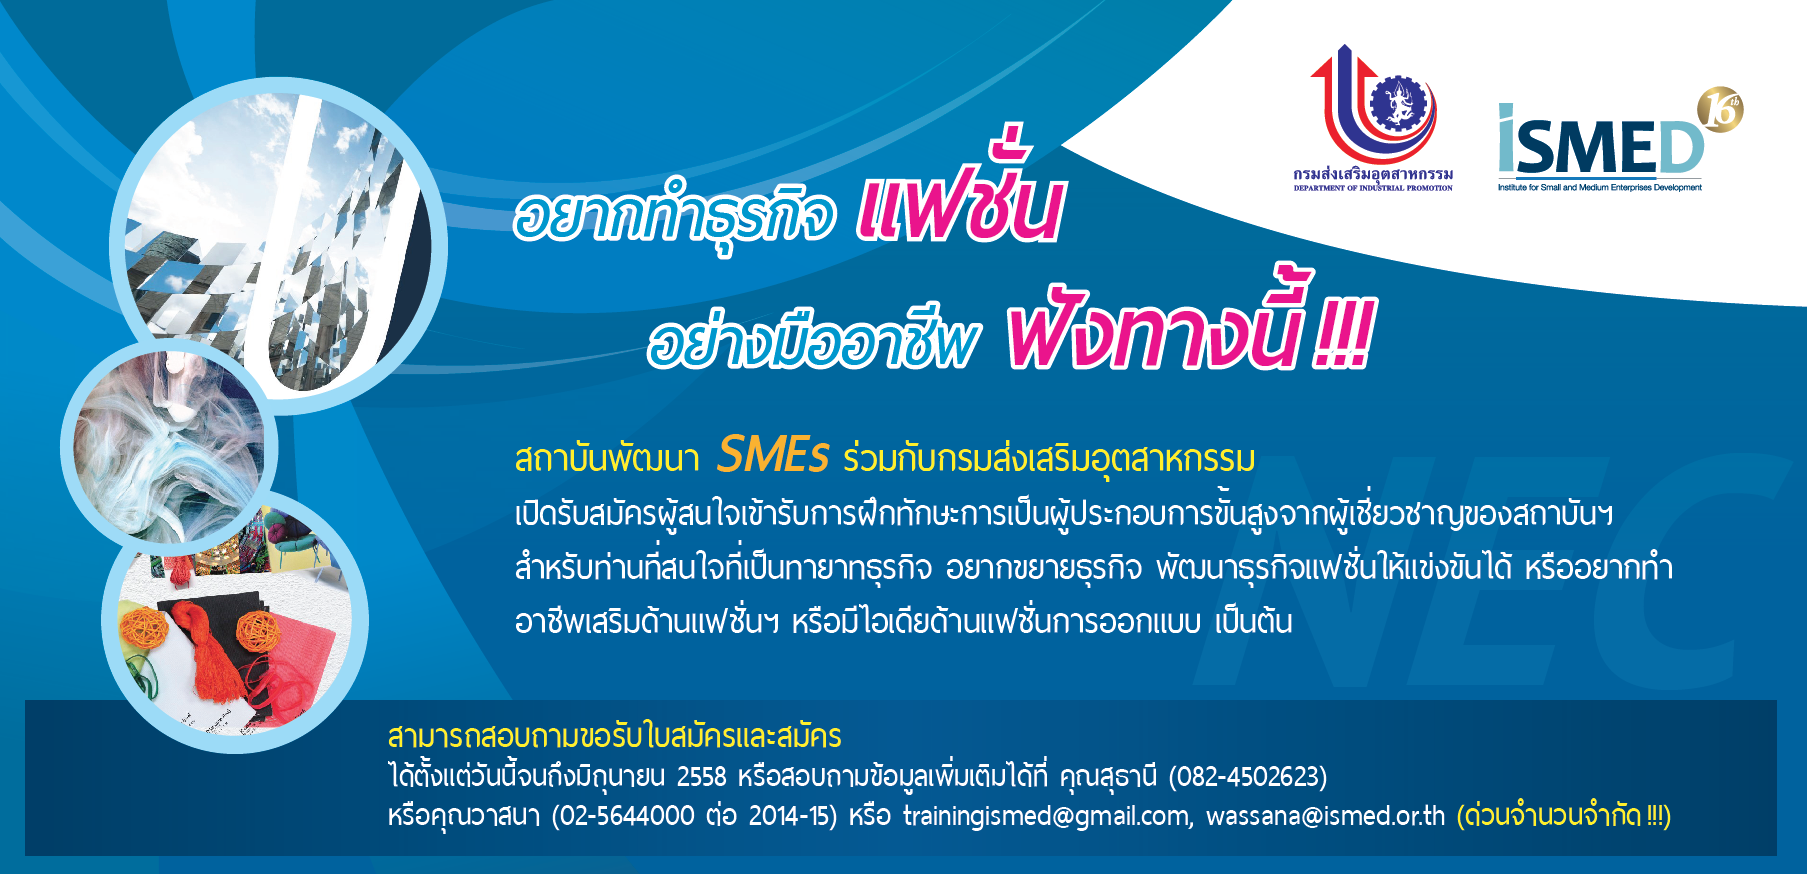 กรมส่งเสริมอุตสาหกรรม
DEPARTMENT OF INDUSTRIAL PROMOTION
iSMED 16th
Institute for Small and Medium Enterprises Development
อยากทำธุรกิจ แฟชั่น
อย่างมืออาชีพ ฟังทางนี้ !!!
สถาบันพัฒนา SMEs ร่วมกับกรมส่งเสริมอุตสาหกรรม
เปิดรับสมัครผู้สนใจเข้ารับการฝึกทักษะการเป็นผู้ประกอบการขั้นสูงจากผู้เชี่ยวชาญของสถาบันฯ
สำหรับท่านที่สนใจที่เป็นทายาทธุรกิจ อยากขยายธุรกิจ พัฒนาธุรกิจแฟชั่นให้แข่งขันได้ หรืออยากทำ
อาชีพเสริมด้านแฟชั่นฯ หรือมีไอเดียด้านแฟชั่นการออกแบบ เป็นต้น
NEC
สามารถสอบถามขอรับใบสมัครและสมัคร
ได้ตั้งแต่วันนี้จนถึงมิถุนายน 2558 หรือสอบถามข้อมูลเพิ่มเติมได้ที่ คุณสุธานี (082-4502623)
หรือคุณวาสนา (02-5644000 ต่อ 2014-15) หรือ trainingismed@gmail.com, wassana@ismed.or.th (ด่วนจำนวนจำกัด !!!)